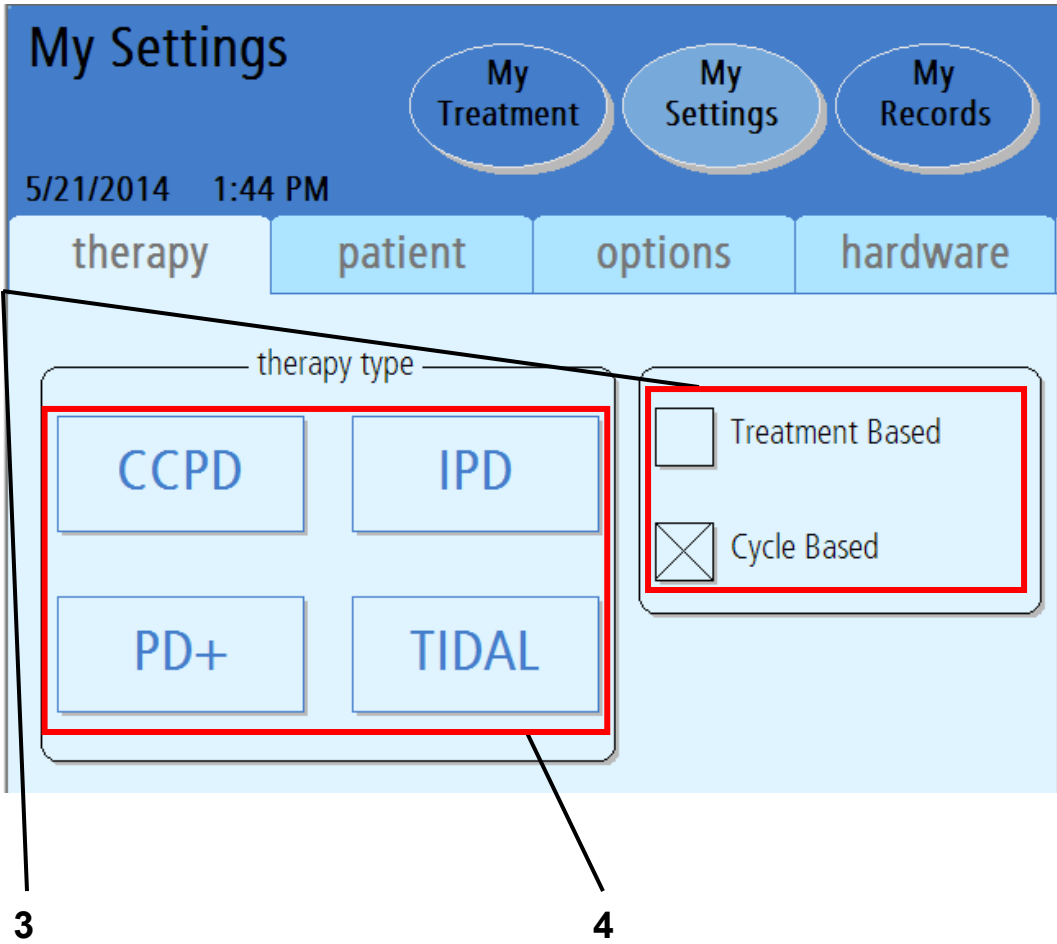 My Settings
My
Treatment
My
Settings
My
Records
5/21/2014 1:44 PM
therapy
patient
options
hardware
therapy type
CCPD
IPD
PD+
TIDAL
Treatment Based
Cycle Based
3
4